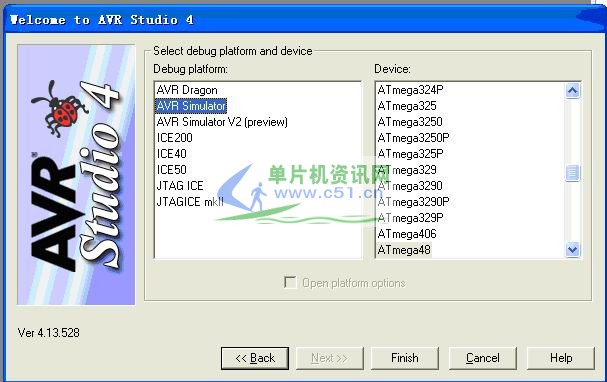 Welcome to AVR Studio 4
Select debug platform and device
Debug platform:
AVR Dragon
AVR Simulator
AVR Simulator V2 (preview)
ICE200
ICE40
ICE50
JTAG ICE
JTAGICE mkII
Device:
ATmega324P
ATmega325
ATmega3250
ATmega3250P
ATmega325P
ATmega329
ATmega3290
ATmega3290P
ATmega329P
ATmega406
ATmega48
单片机资讯网
www.c51.cn
Open platform options
AVR®
Studio 4
Ver 4.13.528
<< Back
Next >>
Finish
Cancel
Help